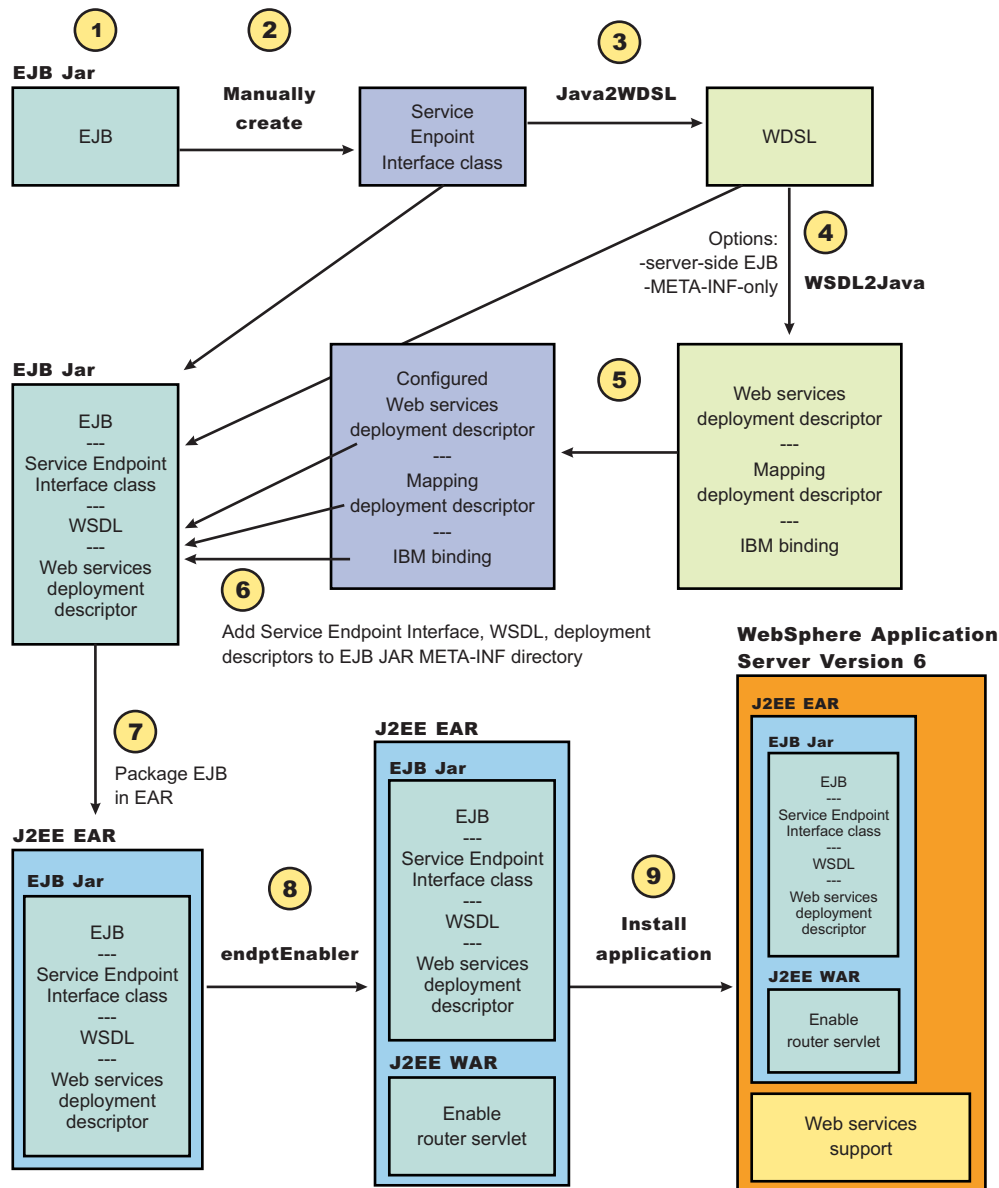 1
2
3
EJB Jar
EJB
Manually
create
Service
Enpoint
Interface class
Java2WDSL
WDSL
Options:
-server-side EJB
-META-INF-only
4
WSDL2Java
EJB Jar
EJB
---
Service Endpoint
Interface class
---
WSDL
---
Web services
deployment
descriptor
Configured
Web services
deployment descriptor
---
Mapping
deployment descriptor
---
IBM binding
5
Web services
deployment descriptor
---
Mapping
deployment descriptor
---
IBM binding
6
Add Service Endpoint Interface, WSDL, deployment
descriptors to EJB JAR META-INF directory
7
Package EJB
in EAR
J2EE EAR
EJB Jar
EJB
---
Service Endpoint
Interface class
---
WSDL
---
Web services
deployment
descriptor
8
endptEnabler
J2EE EAR
EJB Jar
EJB
---
Service Endpoint
Interface class
---
WSDL
---
Web services
deployment
descriptor
J2EE WAR
Enable
router servlet
9
Install
application
WebSphere Application
Server Version 6
J2EE EAR
EJB Jar
EJB
---
Service Endpoint
Interface class
---
WSDL
---
Web services
deployment
descriptor
J2EE WAR
Enable
router servlet
Web services
support